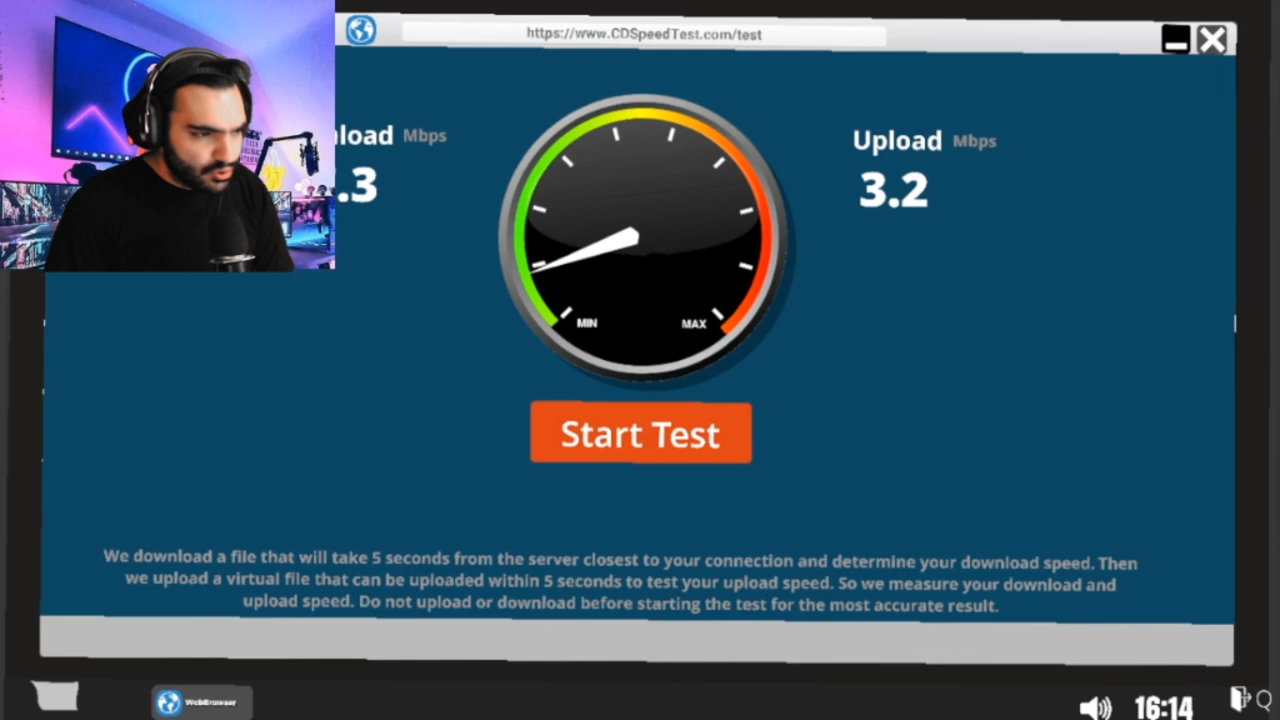 https://www.CDSpeedTest.com/test
Mbps
.3
Upload Mbps
3.2
MIN
MAX
Start Test
We download a file that will take 5 seconds from the server closest to your connection and determine your download speed. Then
we upload a virtual file that can be uploaded within 5 seconds to test your upload speed. So we measure your download and
upload speed. Do not upload or download before starting the test for the most accurate result.
WebBrowser
16:14
Q